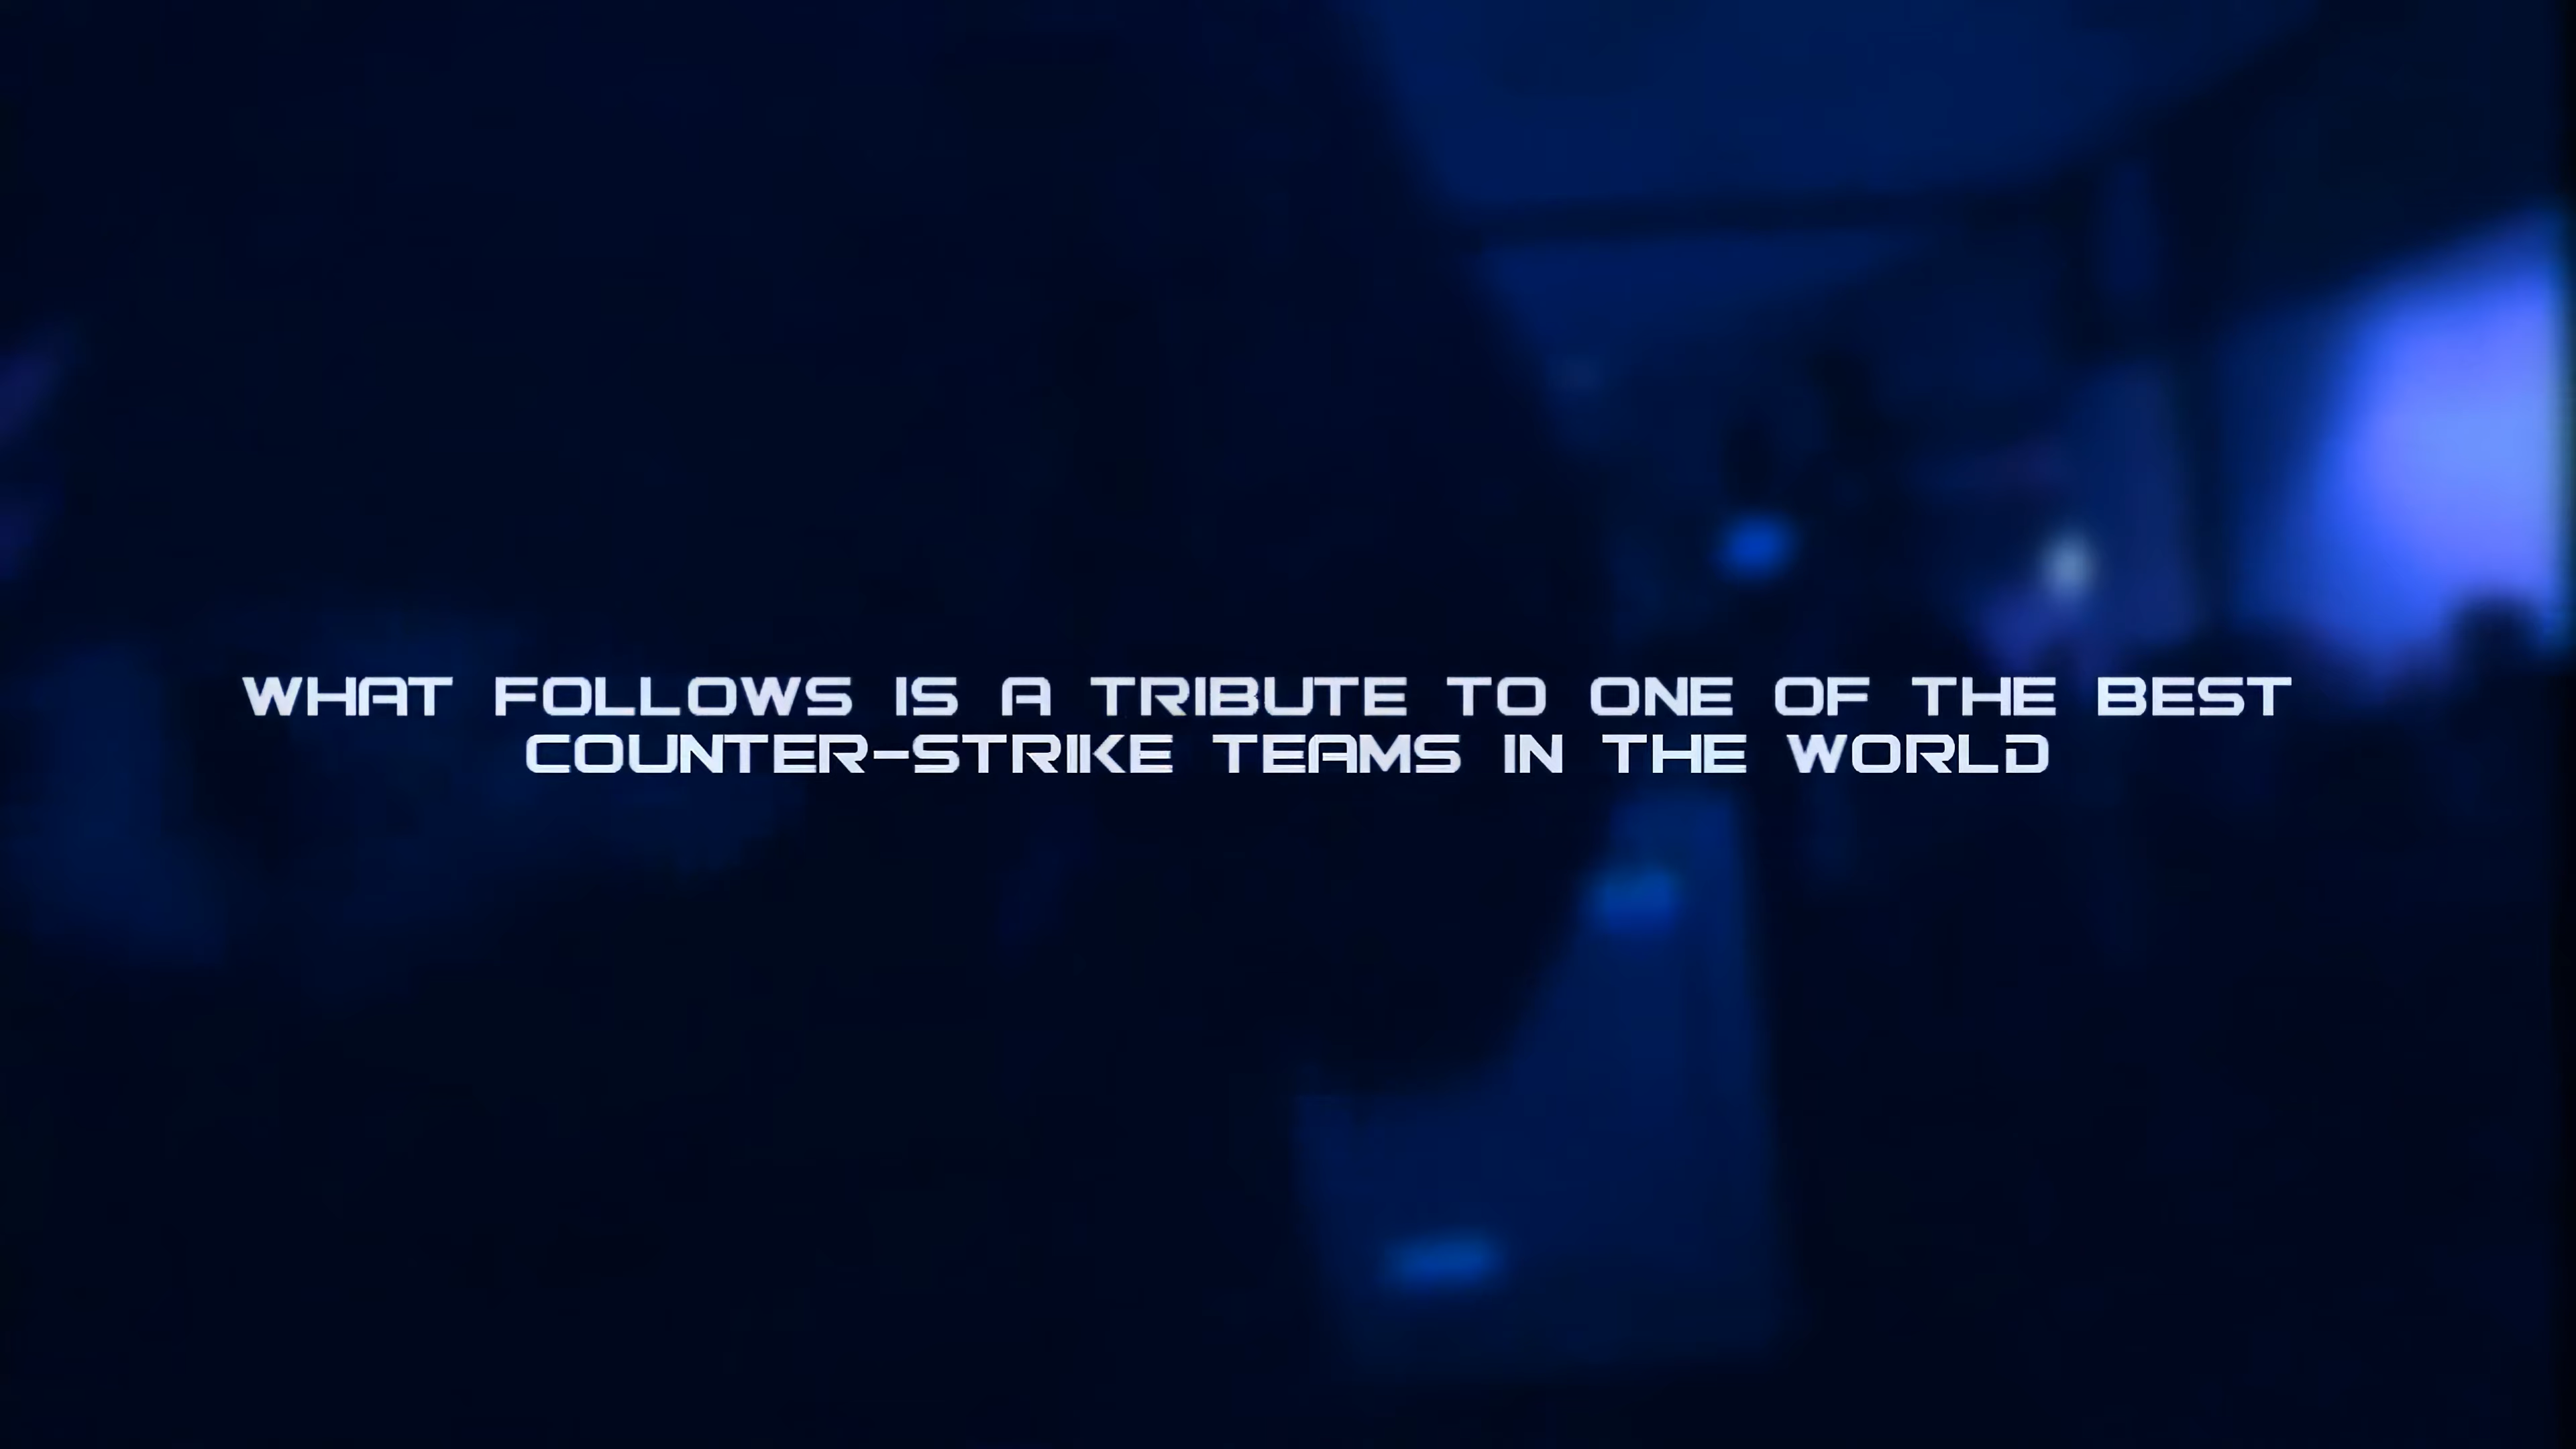 WHAT FOLLOWS IS A TRIBUTE TO ONE OF THE BEST
COUNTER-STRIKE TEAMS IN THE WORLD